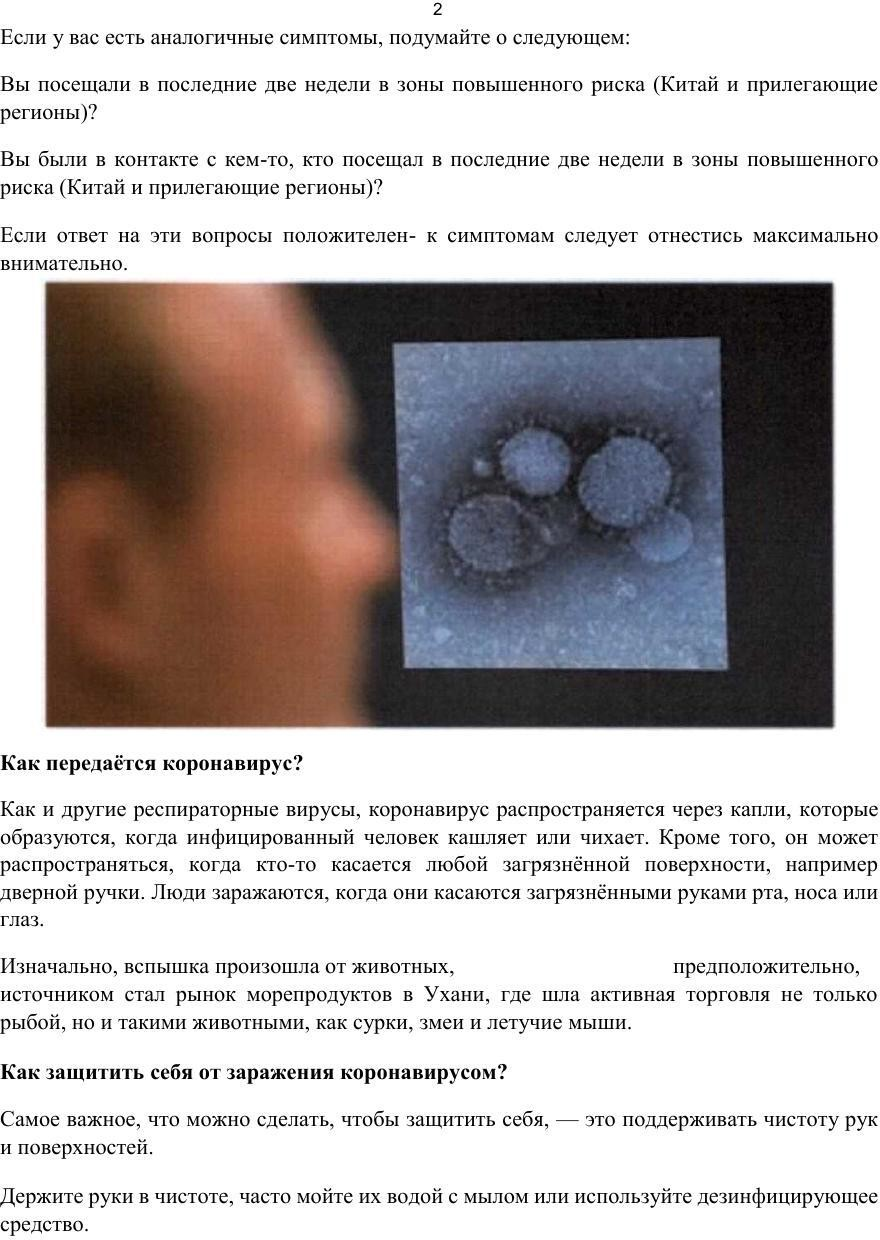 2
Если у вас есть аналогичные симптомы, подумайте о следующем:
Вы посещали в последние две недели в зоны повышенного риска (Китай и прилегающие
регионы)?
Вы были в контакте с кем-то, кто посещал в последние две недели в зоны повышенного
риска (Китай и прилегающие регионы)?
Если ответ на эти вопросы положителен- к симптомам следует отнестись максимально
внимательно.
Как передаётся коронавирус?
Как и другие респираторные вирусы, коронавирус распространяется через капли, которые
образуются, когда инфицированный человек кашляет или чихает. Кроме того, он может
распространяться, когда кто-то касается любой загрязнённой поверхности, например
дверной ручки. Люди заражаются, когда они касаются загрязнёнными руками рта, носа или
глаз.
Изначально, вспышка произошла от животных, предположительно,
источником стал рынок морепродуктов в Ухани, где шла активная торговля не только
рыбой, но и такими животными, как сурки, змеи и летучие мыши.
Как защитить себя от заражения коронавирусом?
Самое важное, что можно сделать, чтобы защитить себя, — это поддерживать чистоту рук
и поверхностей.
Держите руки в чистоте, часто мойте их водой с мылом или используйте дезинфицирующее
средство.